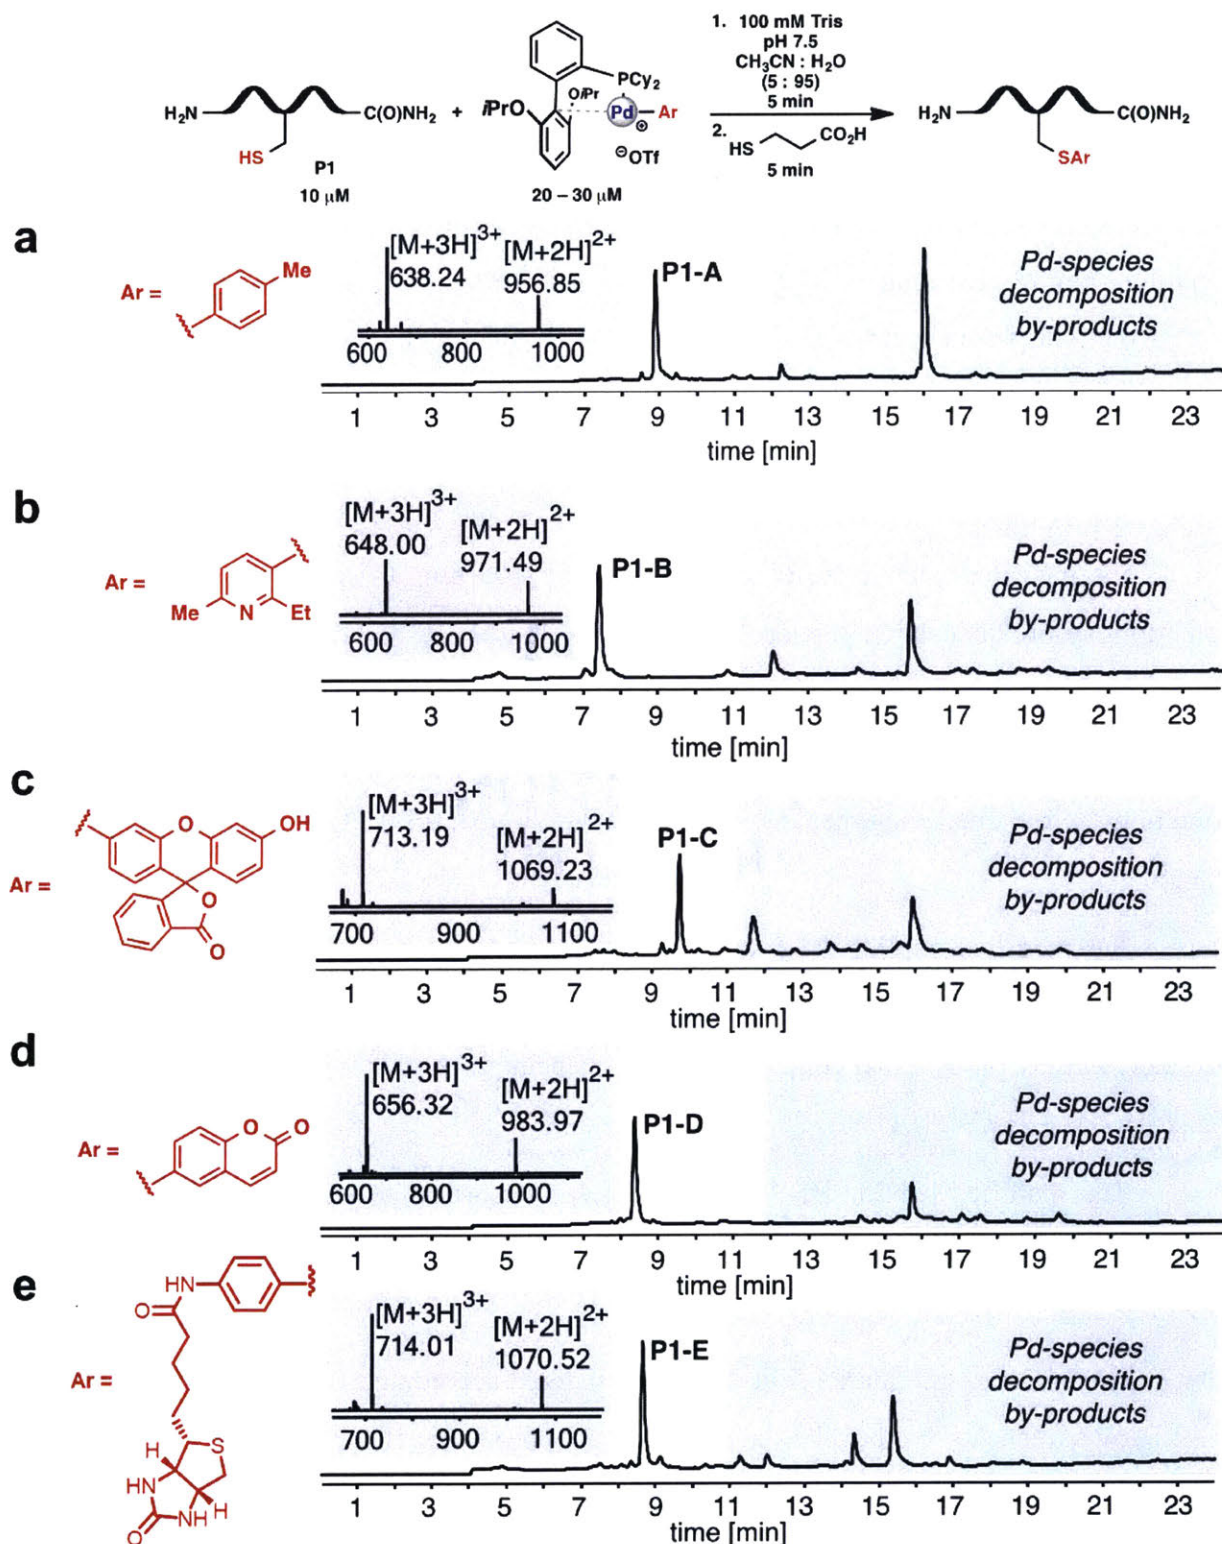 1. 100 mM Tris
pH 7.5
CH₃CN : H₂O
(5 : 95)
5 min
2. HS CO₂H
5 min
H₂N C(O)NH₂ + iPrO OiPr PCy₂ Pd Ar ⊕ ⊖OTf H₂N C(O)NH₂
HS P1 SAr
10 µM 20 – 30 µM
a
Ar = Me
[M+3H]³⁺ [M+2H]²⁺
638.24 956.85
P1-A
Pd-species
decomposition
by-products
600 800 1000
1 3 5 7 9 11 13 15 17 19 21 23
time [min]
b
Ar = Me N Et
[M+3H]³⁺ [M+2H]²⁺
648.00 971.49
P1-B
Pd-species
decomposition
by-products
600 800 1000
1 3 5 7 9 11 13 15 17 19 21 23
time [min]
c
Ar = O OH O O
[M+3H]³⁺ [M+2H]²⁺
713.19 1069.23
P1-C
Pd-species
decomposition
by-products
700 900 1100
1 3 5 7 9 11 13 15 17 19 21 23
time [min]
d
Ar = O O
[M+3H]³⁺ [M+2H]²⁺
656.32 983.97
P1-D
Pd-species
decomposition
by-products
600 800 1000
1 3 5 7 9 11 13 15 17 19 21 23
time [min]
e
Ar = HN O H S HN H NH O
[M+3H]³⁺ [M+2H]²⁺
714.01 1070.52
P1-E
Pd-species
decomposition
by-products
700 900 1100
1 3 5 7 9 11 13 15 17 19 21 23
time [min]